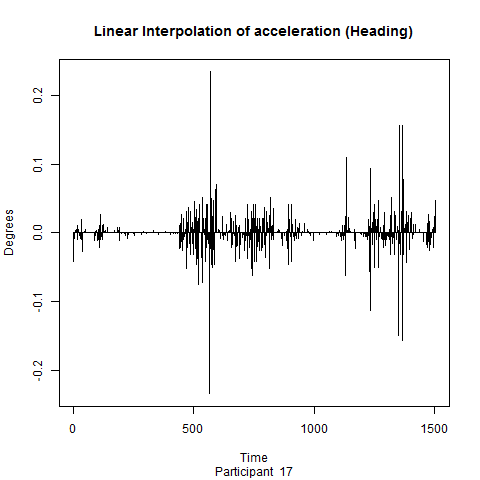 Linear Interpolation of acceleration (Heading)
Degrees
0.2
0.1
0.0
-0.1
-0.2
0 500 1000 1500
Time
Participant 17